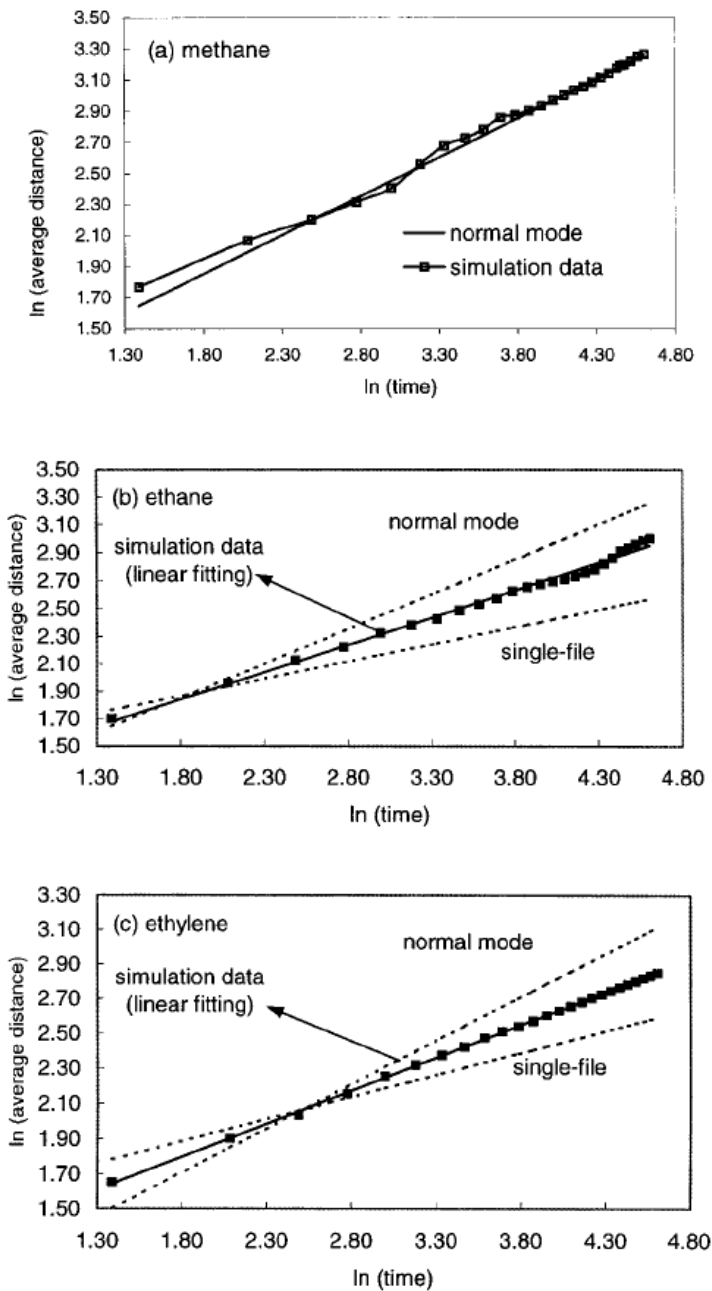 3.50
(a) methane
3.30
3.10
2.90
2.70
2.50
2.30
2.10
1.90
1.70
1.50
ln (average distance)
normal mode
simulation data
1.30 1.80 2.30 2.80 3.30 3.80 4.30 4.80
ln (time)
3.50
(b) ethane
3.30
3.10
2.90
2.70
2.50
2.30
2.10
1.90
1.70
1.50
ln (average distance)
normal mode
simulation data
(linear fitting)
single-file
1.30 1.80 2.30 2.80 3.30 3.80 4.30 4.80
ln (time)
3.30
(c) ethylene
3.10
2.90
2.70
2.50
2.30
2.10
1.90
1.70
1.50
ln (average distance)
normal mode
simulation data
(linear fitting)
single-file
1.30 1.80 2.30 2.80 3.30 3.80 4.30 4.80
ln (time)